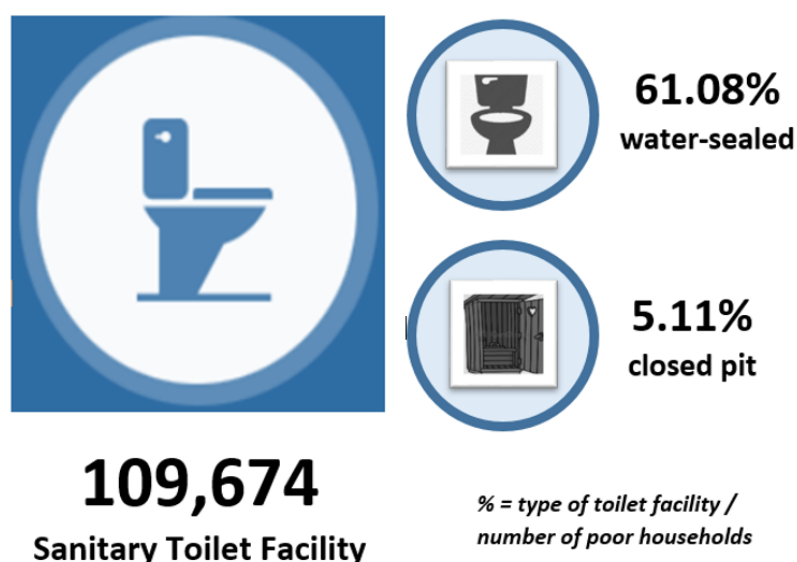 109,674
Sanitary Toilet Facility
61.08%
water-sealed
5.11%
closed pit
% = type of toilet facility /
number of poor households